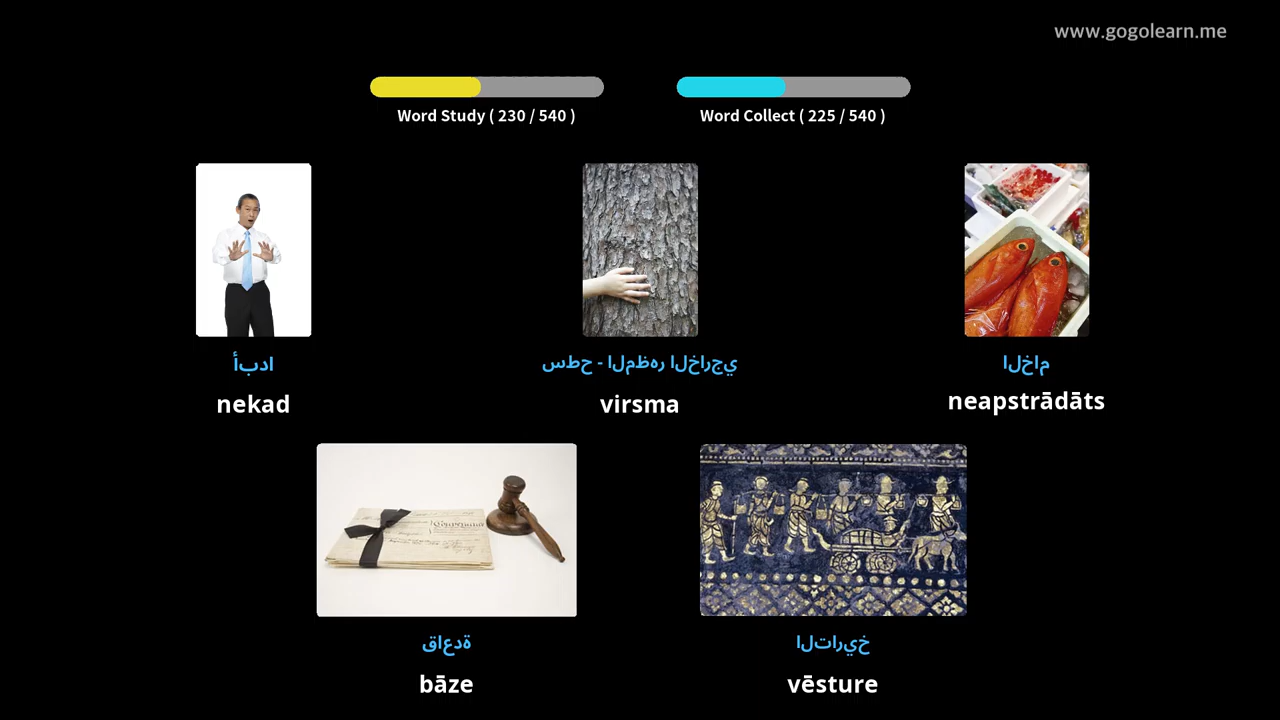 www.gogolearn.me
Word Study ( 230 / 540 )
Word Collect ( 225 / 540 )
أبدا
سطح - المظهر الخارجي
الخام
nekad
virsma
neapstrādāts
قاعدة
التاريخ
bāze
vēsture